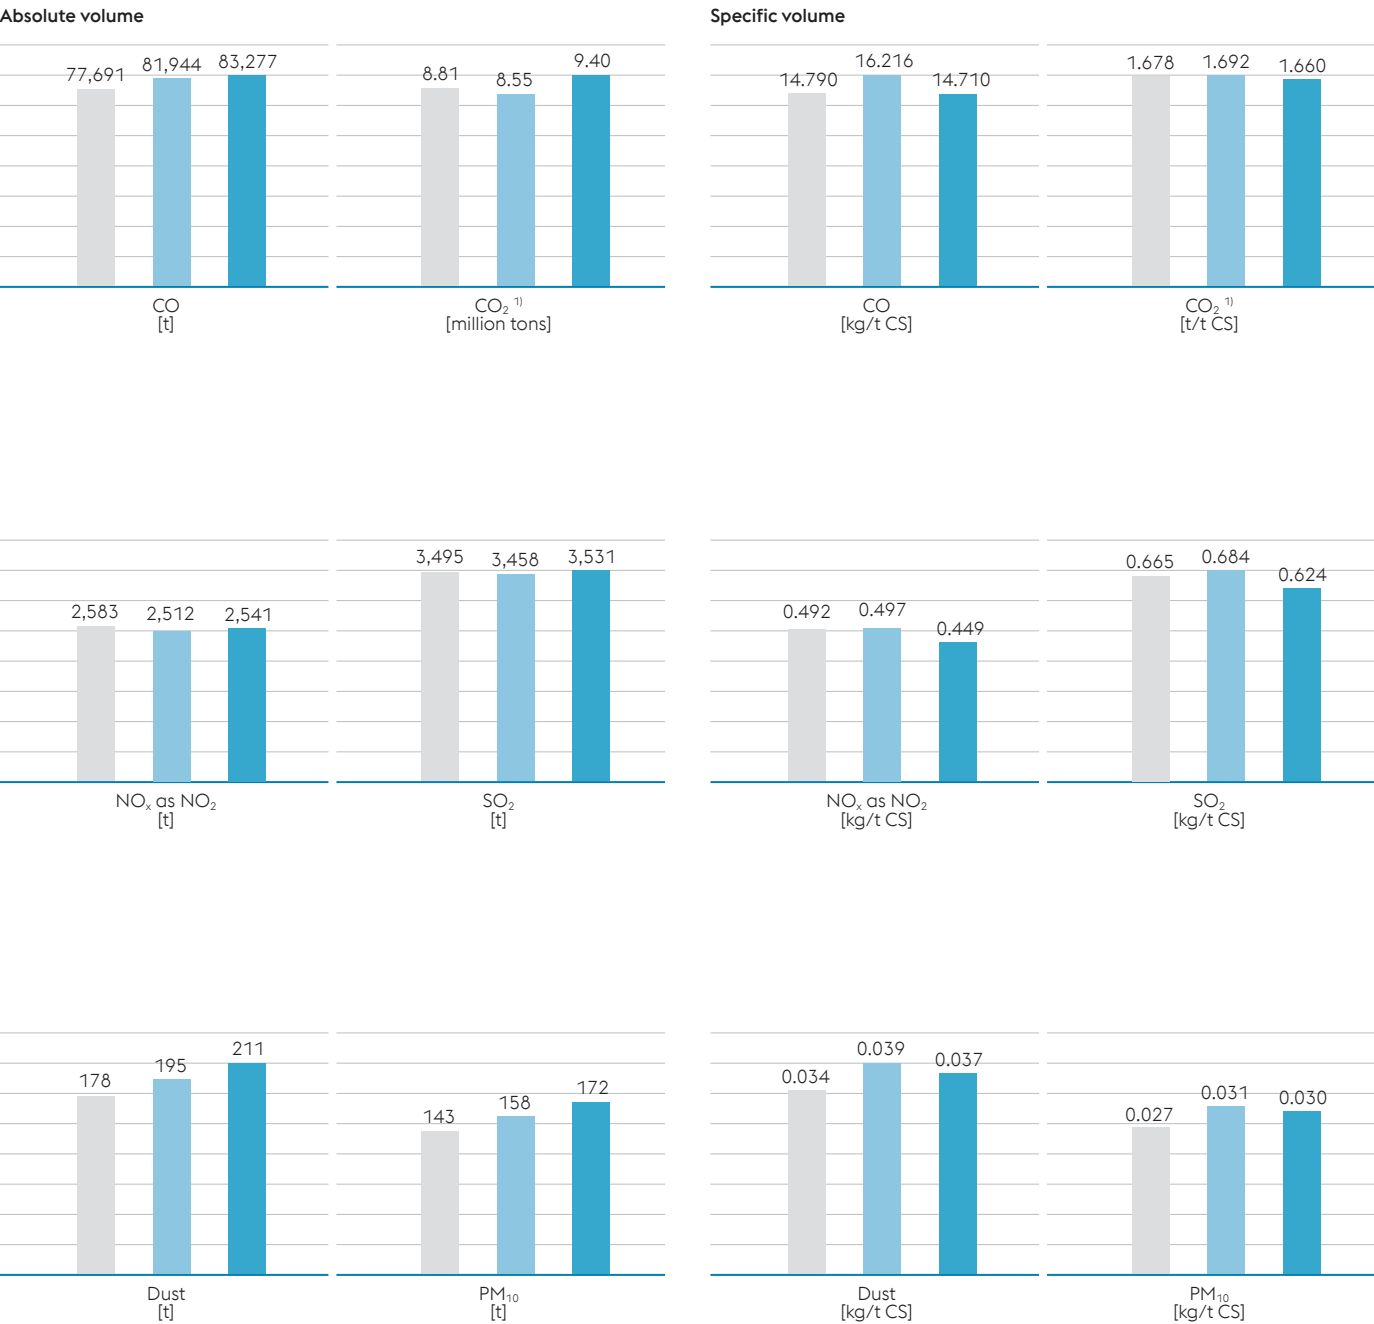 Absolute volume
77,691 81,944 83,277
CO
[t]
8.81 8.55 9.40
CO₂ ¹⁾
[million tons]
2,583 2,512 2,541
NOₓ as NO₂
[t]
3,495 3,458 3,531
SO₂
[t]
178 195 211
Dust
[t]
143 158 172
PM₁₀
[t]
Specific volume
14.790 16.216 14.710
CO
[kg/t CS]
1.678 1.692 1.660
CO₂ ¹⁾
[t/t CS]
0.492 0.497 0.449
NOₓ as NO₂
[kg/t CS]
0.665 0.684 0.624
SO₂
[kg/t CS]
0.034 0.039 0.037
Dust
[kg/t CS]
0.027 0.031 0.030
PM₁₀
[kg/t CS]